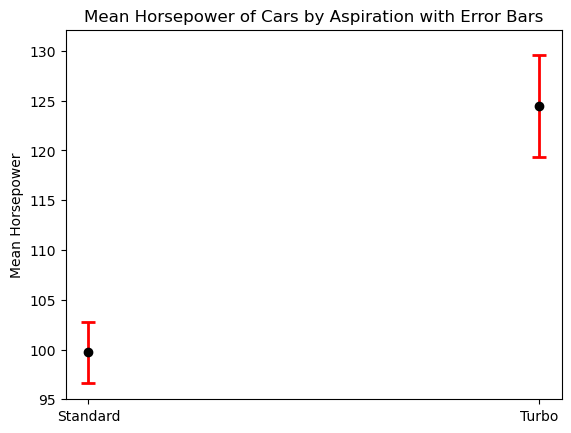 Mean Horsepower of Cars by Aspiration with Error Bars
130
125
120
115
110
105
100
95
Mean Horsepower
Standard
Turbo